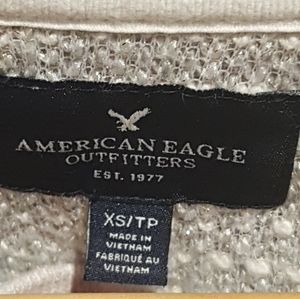 AMERICAN EAGLE
OUTFITTERS
EST. 1977
XS/TP
MADE IN
VIETNAM
FABRIQUÉ AU
VIETNAM